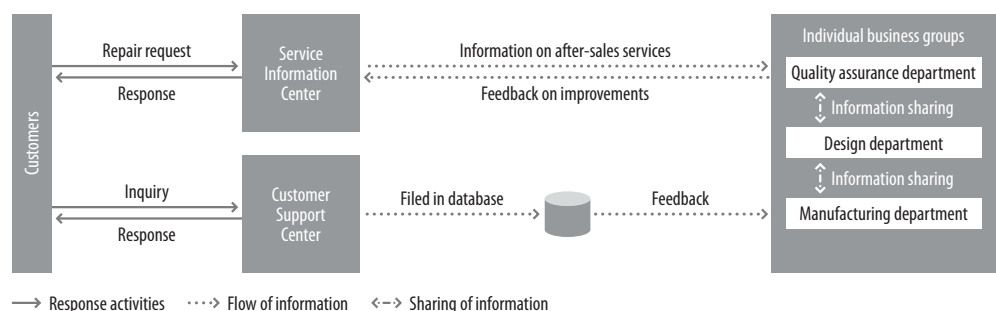 Customers
Repair request
Response
Service
Information
Center
Information on after-sales services
Feedback on improvements
Inquiry
Response
Customer
Support
Center
Filed in database
Feedback
Individual business groups
Quality assurance department
Information sharing
Design department
Information sharing
Manufacturing department
Response activities
Flow of information
Sharing of information